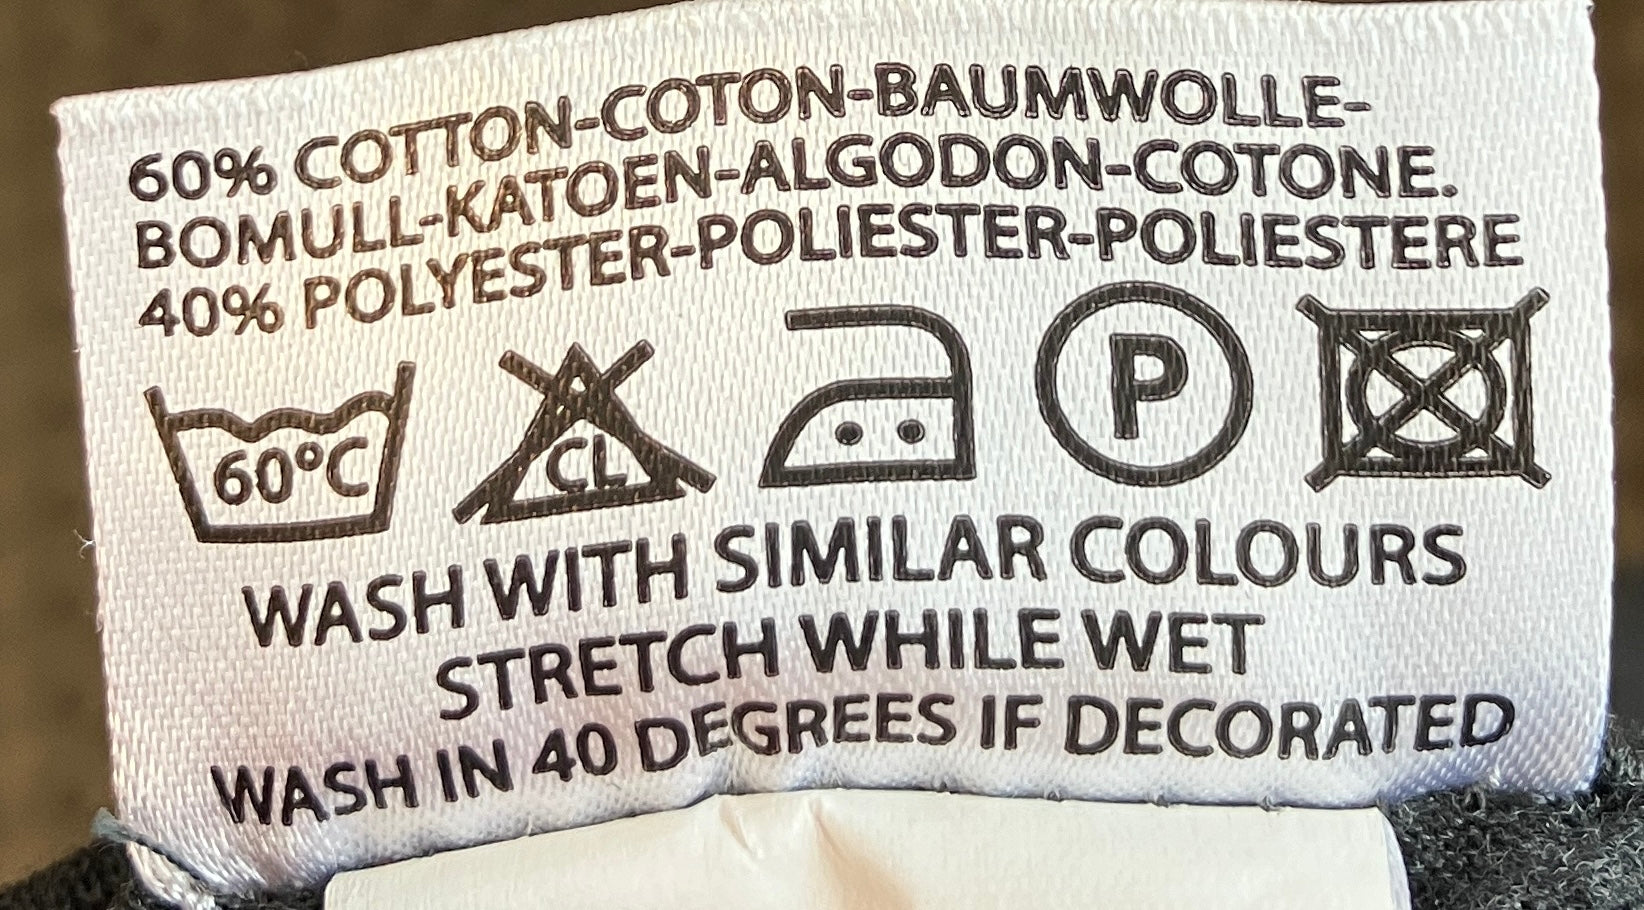 60% COTTON-COTON-BAUMWOLLE-
BOMULL-KATOEN-ALGODON-COTONE.
40% POLYESTER-POLIESTER-POLIESTERE
60°C CL P
WASH WITH SIMILAR COLOURS
STRETCH WHILE WET
WASH IN 40 DEGREES IF DECORATED